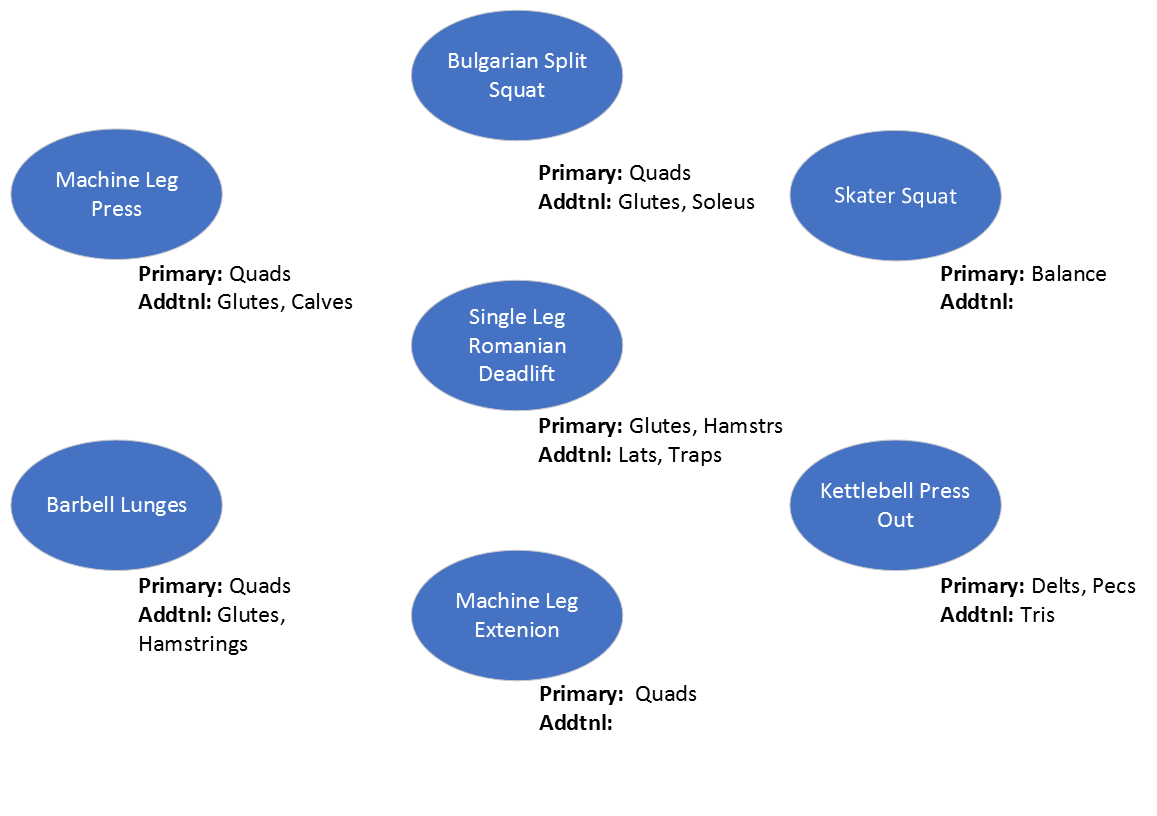 Bulgarian Split
Squat
Primary: Quads
Addtnl: Glutes, Soleus
Machine Leg
Press
Primary: Quads
Addtnl: Glutes, Calves
Skater Squat
Primary: Balance
Addtnl:
Single Leg
Romanian
Deadlift
Primary: Glutes, Hamstrs
Addtnl: Lats, Traps
Barbell Lunges
Primary: Quads
Addtnl: Glutes,
Hamstrings
Kettlebell Press
Out
Primary: Delts, Pecs
Addtnl: Tris
Machine Leg
Extenion
Primary:  Quads
Addtnl: